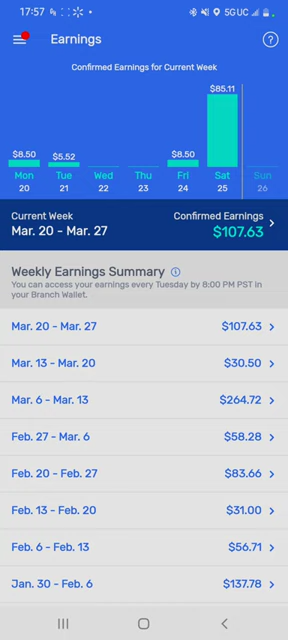 17:57
5G UC
Earnings
?
Confirmed Earnings for Current Week
$85.11
$8.50 $5.52 $8.50
Mon Tue Wed Thu Fri Sat Sun
20 21 22 23 24 25 26
Current Week Confirmed Earnings
Mar. 20 - Mar. 27 $107.63
Weekly Earnings Summary
You can access your earnings every Tuesday by 8:00 PM PST in
your Branch Wallet.
Mar. 20 - Mar. 27 $107.63
Mar. 13 - Mar. 20 $30.50
Mar. 6 - Mar. 13 $264.72
Feb. 27 - Mar. 6 $58.28
Feb. 20 - Feb. 27 $83.66
Feb. 13 - Feb. 20 $31.00
Feb. 6 - Feb. 13 $56.71
Jan. 30 - Feb. 6 $137.78